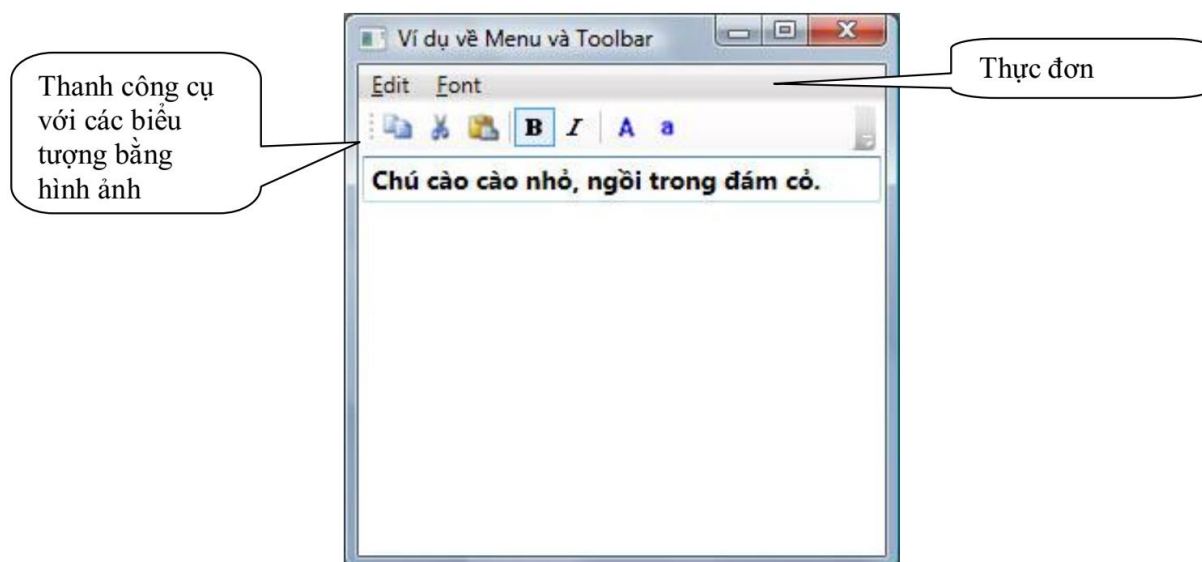 Ví dụ về Menu và Toolbar
Thanh công cụ
với các biểu
tượng bằng
hình ảnh
Thực đơn
Edit Font
B I A a
Chú cào cào nhỏ, ngồi trong đám cỏ.